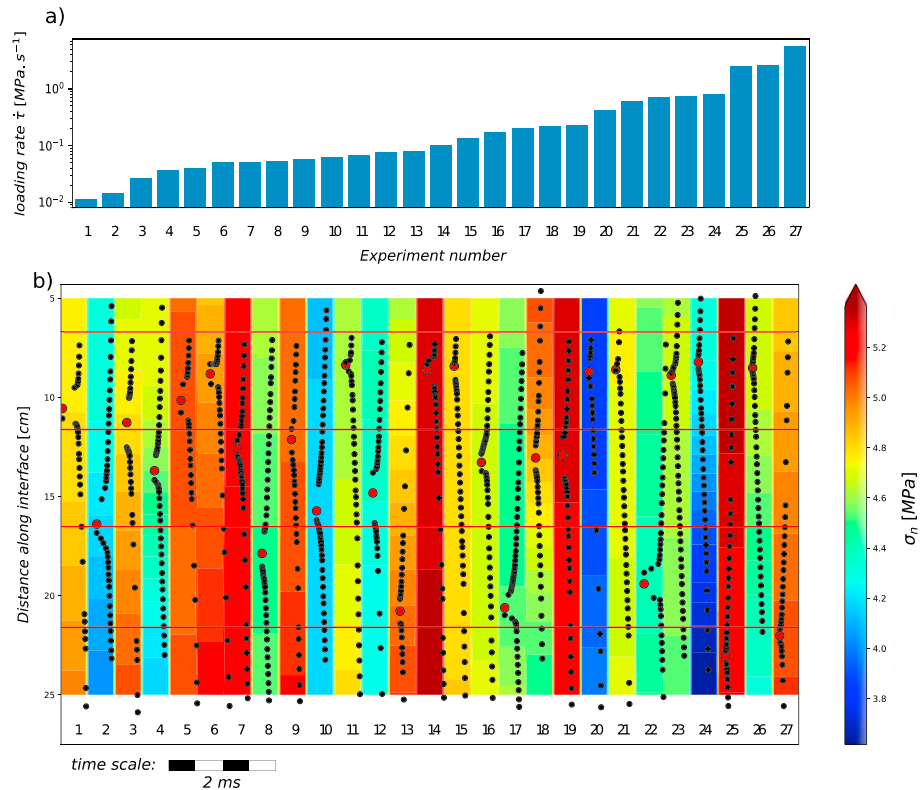 a)
loading rate τ̇ [MPa.s⁻¹]
10⁰
10⁻¹
10⁻²
1 2 3 4 5 6 7 8 9 10 11 12 13 14 15 16 17 18 19 20 21 22 23 24 25 26 27
Experiment number
b)
Distance along interface [cm]
5
10
15
20
25
1 2 3 4 5 6 7 8 9 10 11 12 13 14 15 16 17 18 19 20 21 22 23 24 25 26 27
time scale:
2 ms
5.2
5.0
4.8
4.6
4.4
4.2
4.0
3.8
σₙ [MPa]